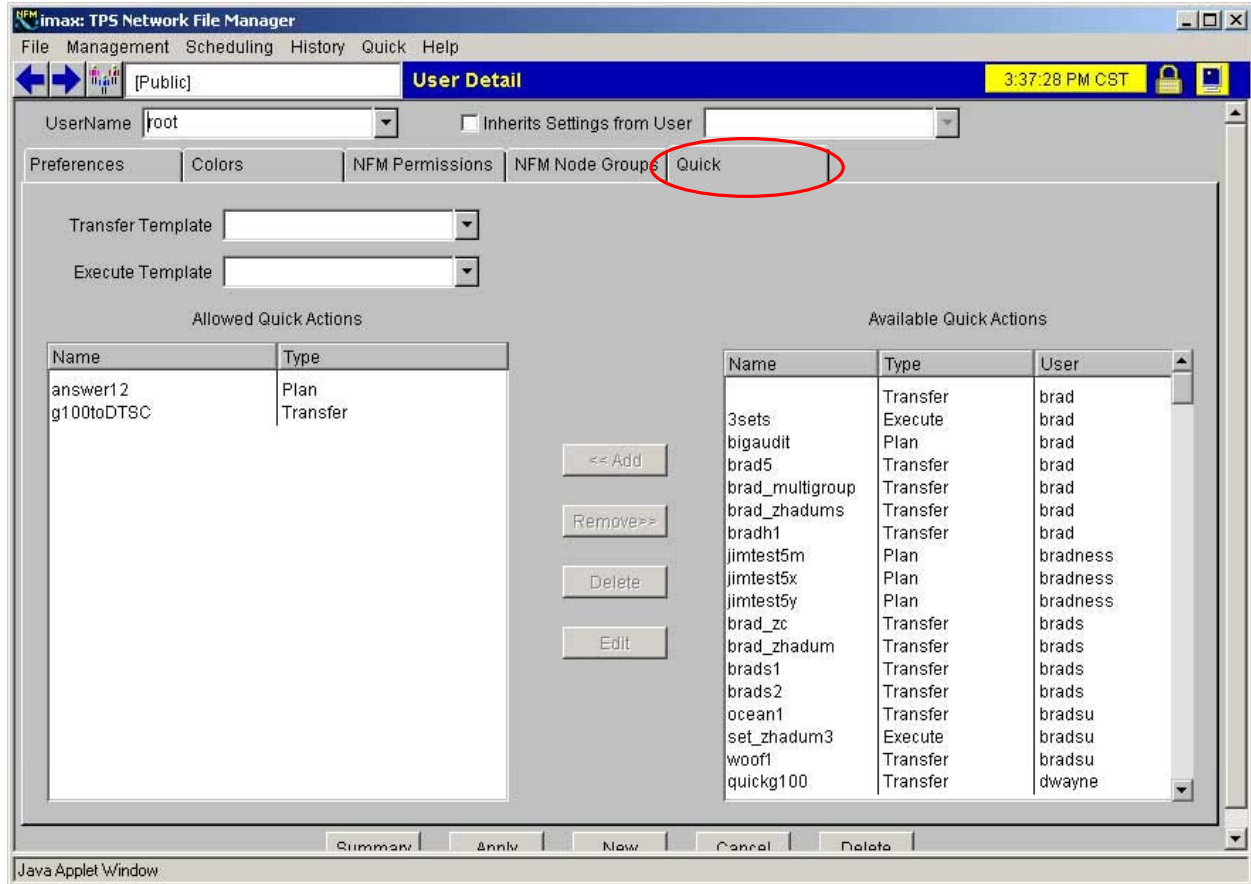 NFM imax: TPS Network File Manager
File Management Scheduling History Quick Help
[Public] User Detail 3:37:28 PM CST
UserName root Inherits Settings from User
Preferences Colors NFM Permissions NFM Node Groups Quick
Transfer Template
Execute Template
Allowed Quick Actions
Name Type
answer12 Plan
g100toDTSC Transfer
<< Add
Remove>>
Delete
Edit
Available Quick Actions
Name Type User
Transfer brad
3sets Execute brad
bigaudit Plan brad
brad5 Transfer brad
brad_multigroup Transfer brad
brad_zhadums Transfer brad
bradh1 Transfer brad
jimtest5m Plan bradness
jimtest5x Plan bradness
jimtest5y Plan bradness
brad_zc Transfer brads
brad_zhadum Transfer brads
brads1 Transfer brads
brads2 Transfer brads
ocean1 Transfer bradsu
set_zhadum3 Execute bradsu
woof1 Transfer bradsu
quickg100 Transfer dwayne
Summary Apply New Cancel Delete
Java Applet Window